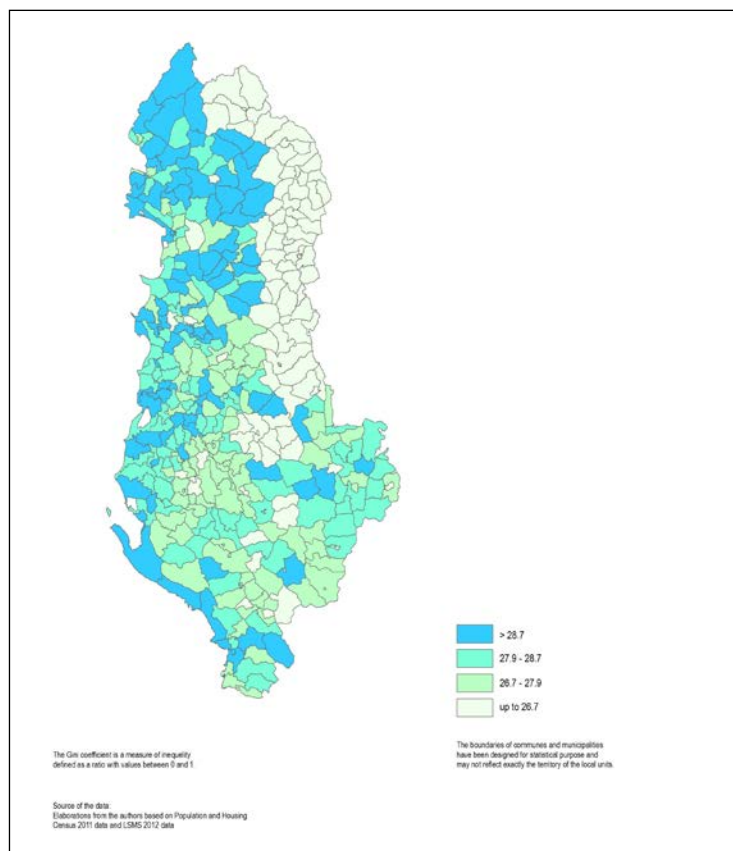 > 28.7
27.9 - 28.7
26.7 - 27.9
up to 26.7
The Gini coefficient is a measure of inequality
defined as a ratio with values between 0 and 1
The boundaries of communes and municipalities
have been designed for statistical purpose and
may not reflect exactly the territory of the local units.
Source of the data:
Elaborations from the authors based on Population and Housing
Census 2011 data and LSMS 2012 data